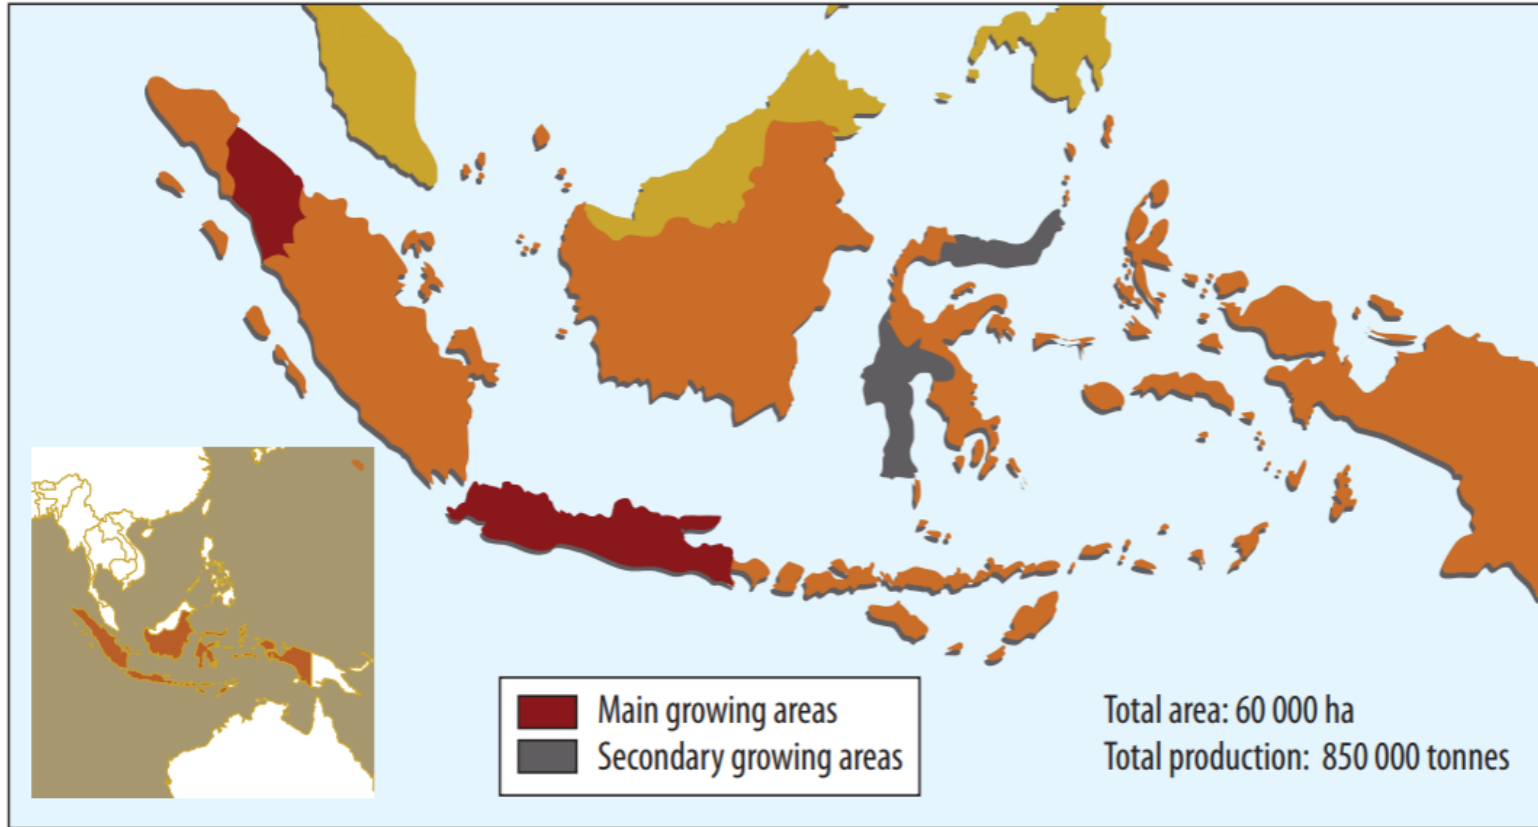 Main growing areas
Secondary growing areas
Total area: 60 000 ha
Total production: 850 000 tonnes